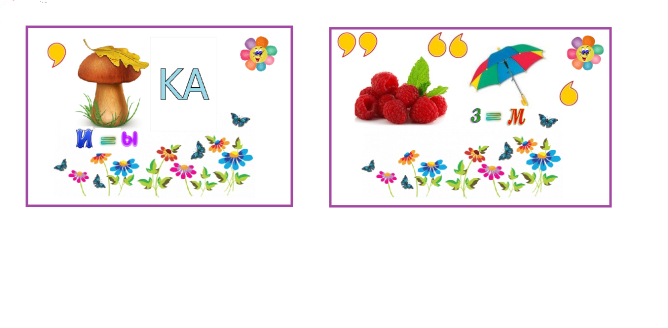 КА
И = Ы
З = М